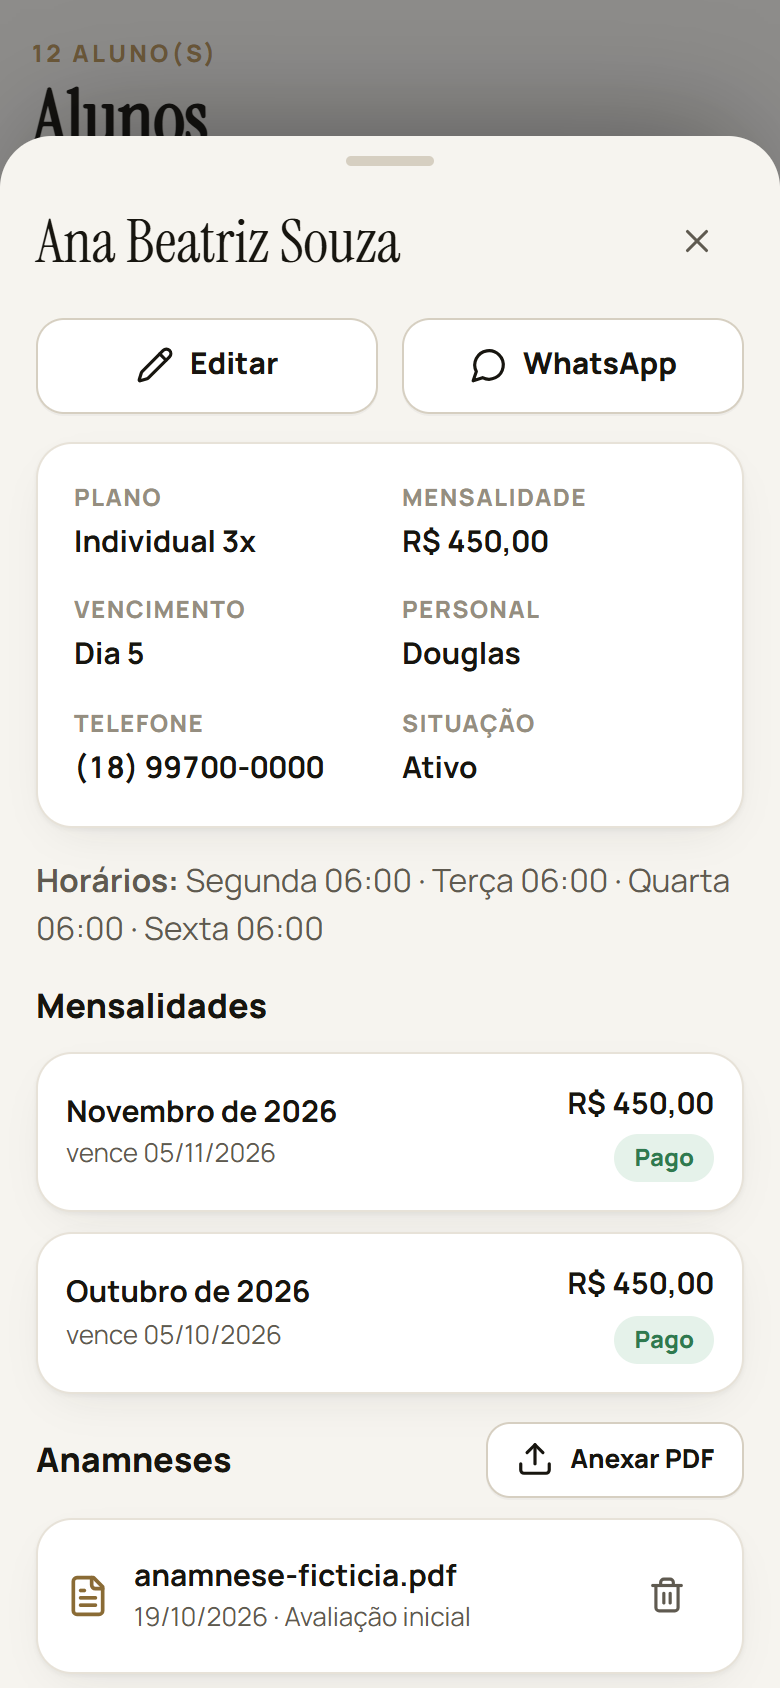 12 ALUNO(S)
Alunos
Ana Beatriz Souza
Editar
WhatsApp
PLANO
MENSALIDADE
Individual 3x
R$ 450,00
VENCIMENTO
PERSONAL
Dia 5
Douglas
TELEFONE
SITUAÇÃO
(18) 99700-0000
Ativo
Horários: Segunda 06:00 · Terça 06:00 · Quarta
06:00 · Sexta 06:00
Mensalidades
Novembro de 2026
R$ 450,00
vence 05/11/2026
Pago
Outubro de 2026
R$ 450,00
vence 05/10/2026
Pago
Anamneses
Anexar PDF
anamnese-ficticia.pdf
19/10/2026 · Avaliação inicial